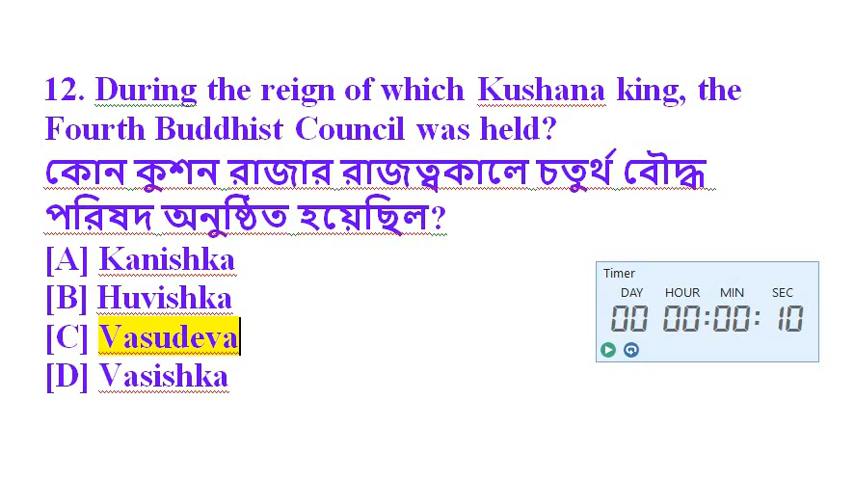 12. During the reign of which Kushana king, the
Fourth Buddhist Council was held?
কোন কুশন রাজার রাজত্বকালে চতুর্থ বৌদ্ধ
পরিষদ অনুষ্ঠিত হয়েছিল?
[A] Kanishka
[B] Huvishka
[C] Vasudeva
[D] Vasishka
Timer
DAY HOUR MIN SEC
00 00:00:10